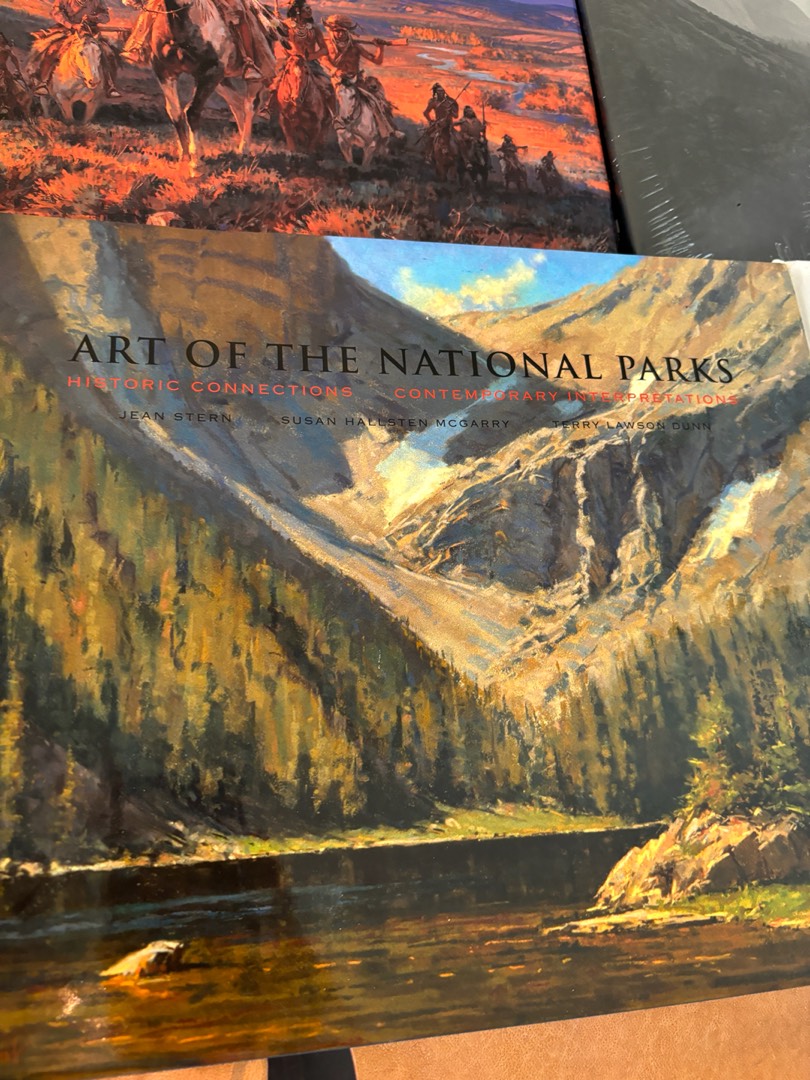 ART OF THE NATIONAL PARKS
HISTORIC CONNECTIONS CONTEMPORARY INTERPRETATIONS
JEAN STERN SUSAN HALLSTEN MCGARRY TERRY LAWSON DUNN